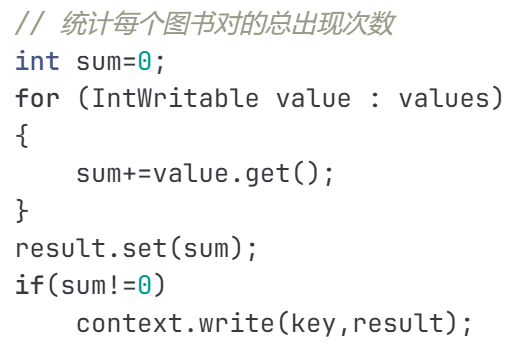 // 统计每个图书对的总出现次数
int sum=0;
for (IntWritable value : values)
{
    sum+=value.get();
}
result.set(sum);
if(sum!=0)
    context.write(key,result);